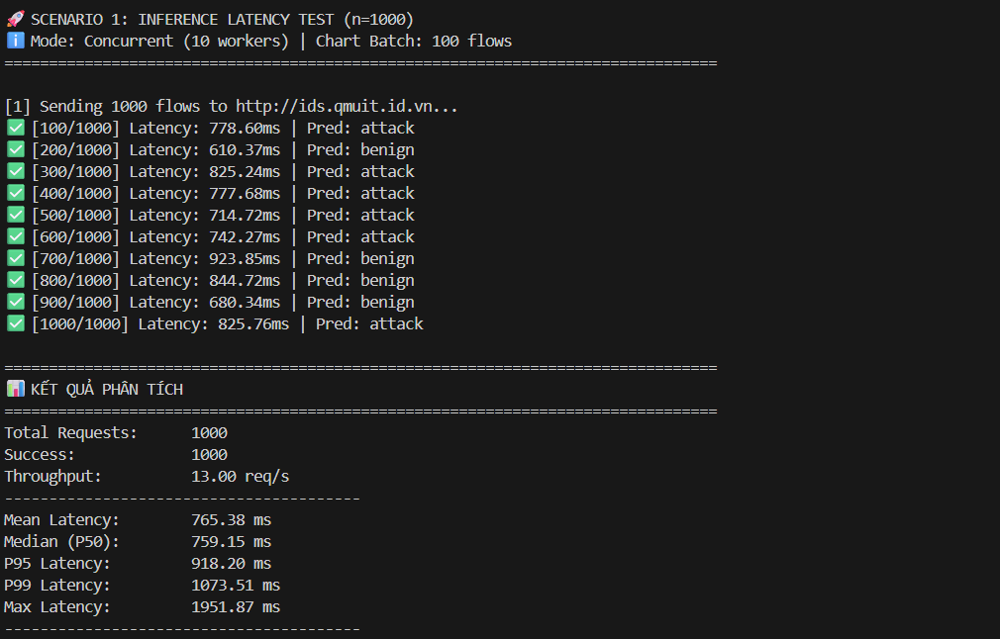 🚀 SCENARIO 1: INFERENCE LATENCY TEST (n=1000)
ℹ️ Mode: Concurrent (10 workers) | Chart Batch: 100 flows
================================================================================
[1] Sending 1000 flows to http://ids.qmuit.id.vn...
✅ [100/1000] Latency: 778.60ms | Pred: attack
✅ [200/1000] Latency: 610.37ms | Pred: benign
✅ [300/1000] Latency: 825.24ms | Pred: attack
✅ [400/1000] Latency: 777.68ms | Pred: attack
✅ [500/1000] Latency: 714.72ms | Pred: attack
✅ [600/1000] Latency: 742.27ms | Pred: attack
✅ [700/1000] Latency: 923.85ms | Pred: benign
✅ [800/1000] Latency: 844.72ms | Pred: benign
✅ [900/1000] Latency: 680.34ms | Pred: benign
✅ [1000/1000] Latency: 825.76ms | Pred: attack
================================================================================
📊 KẾT QUẢ PHÂN TÍCH
================================================================================
Total Requests: 1000
Success: 1000
Throughput: 13.00 req/s
----------------------------------------
Mean Latency: 765.38 ms
Median (P50): 759.15 ms
P95 Latency: 918.20 ms
P99 Latency: 1073.51 ms
Max Latency: 1951.87 ms
----------------------------------------